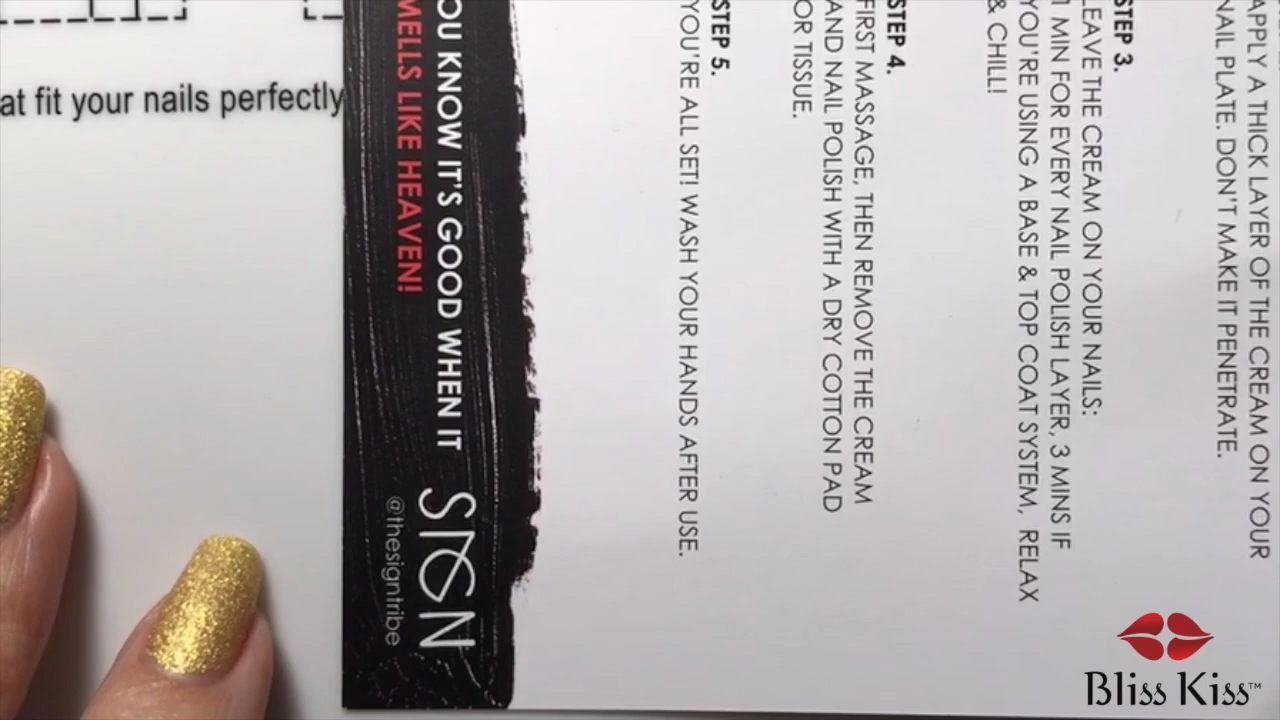 at fit your nails perfectly
APPLY A THICK LAYER OF THE CREAM ON YOUR
NAIL PLATE. DON'T MAKE IT PENETRATE.
STEP 3.
LEAVE THE CREAM ON YOUR NAILS:
1 MIN FOR EVERY NAIL POLISH LAYER, 3 MINS IF
YOU'RE USING A BASE & TOP COAT SYSTEM, RELAX
& CHILL!
STEP 4.
FIRST MASSAGE, THEN REMOVE THE CREAM
AND NAIL POLISH WITH A DRY COTTON PAD
OR TISSUE.
STEP 5.
YOU'RE ALL SET! WASH YOUR HANDS AFTER USE.
OU KNOW IT'S GOOD WHEN IT
MELLS LIKE HEAVEN!
SIGN
@thesigntribe
Bliss Kiss™